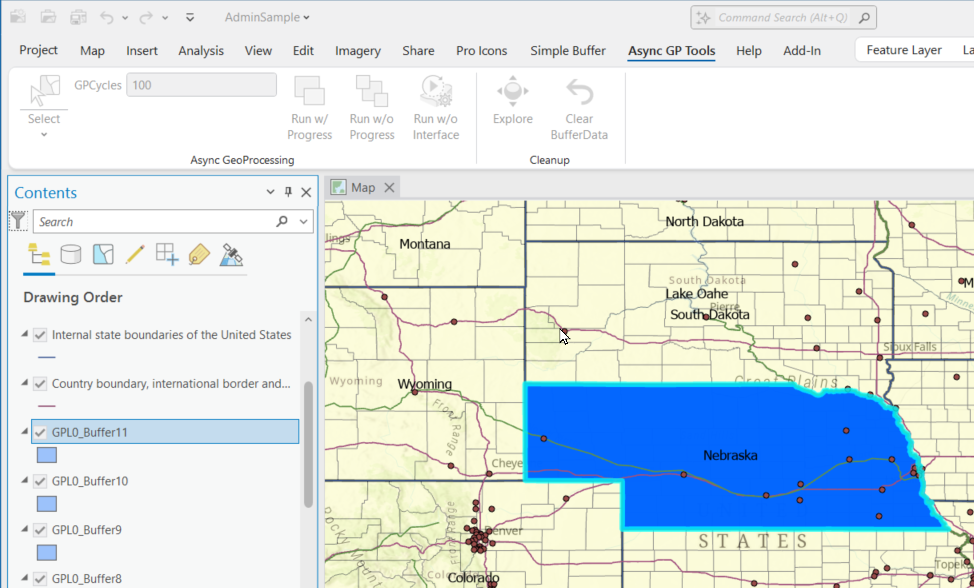 AdminSample
Command Search (Alt+Q)
Project Map Insert Analysis View Edit Imagery Share Pro Icons Simple Buffer Async GP Tools Help Add-In Feature Layer
Select
GPCycles 100
Run w/ Progress
Run w/o Progress
Run w/o Interface
Async GeoProcessing
Explore
Clear BufferData
Cleanup
Contents
Search
Drawing Order
Internal state boundaries of the United States
Country boundary, international border and...
GPL0_Buffer11
GPL0_Buffer10
GPL0_Buffer9
GPL0_Buffer8
Map
North Dakota
Montana
South Dakota
Lake Oahe
Pierre
South Dakota
Sioux Falls
Wyoming
Wyoming
Great Plains
Front Range
Nebraska
Cheye
Front Range
Denver
STATES
Colorado
Topek